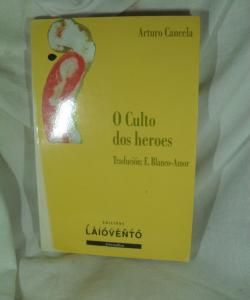 Arturo Cancela
O Culto
dos heroes
Tradución: E. Blanco-Amor
EDICIÓNS
LAIOVENTO